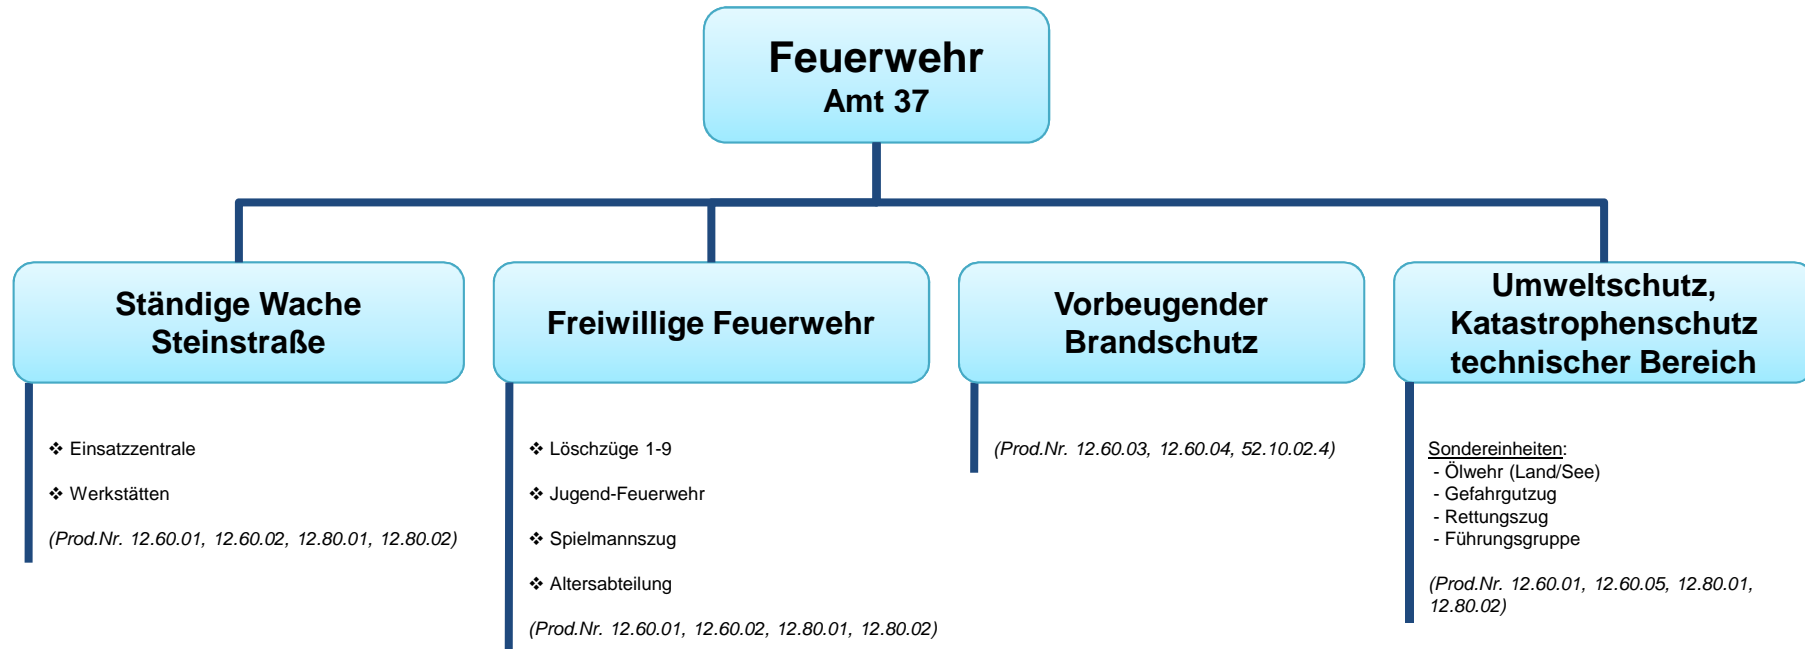 Feuerwehr
Amt 37
Ständige Wache
Steinstraße
❖ Einsatzzentrale
❖ Werkstätten
(Prod.Nr. 12.60.01, 12.60.02, 12.80.01, 12.80.02)
Freiwillige Feuerwehr
❖ Löschzüge 1-9
❖ Jugend-Feuerwehr
❖ Spielmannszug
❖ Altersabteilung
(Prod.Nr. 12.60.01, 12.60.02, 12.80.01, 12.80.02)
Vorbeugender
Brandschutz
(Prod.Nr. 12.60.03, 12.60.04, 52.10.02.4)
Umweltschutz,
Katastrophenschutz
technischer Bereich
Sondereinheiten:
- Ölwehr (Land/See)
- Gefahrgutzug
- Rettungszug
- Führungsgruppe
(Prod.Nr. 12.60.01, 12.60.05, 12.80.01,
12.80.02)